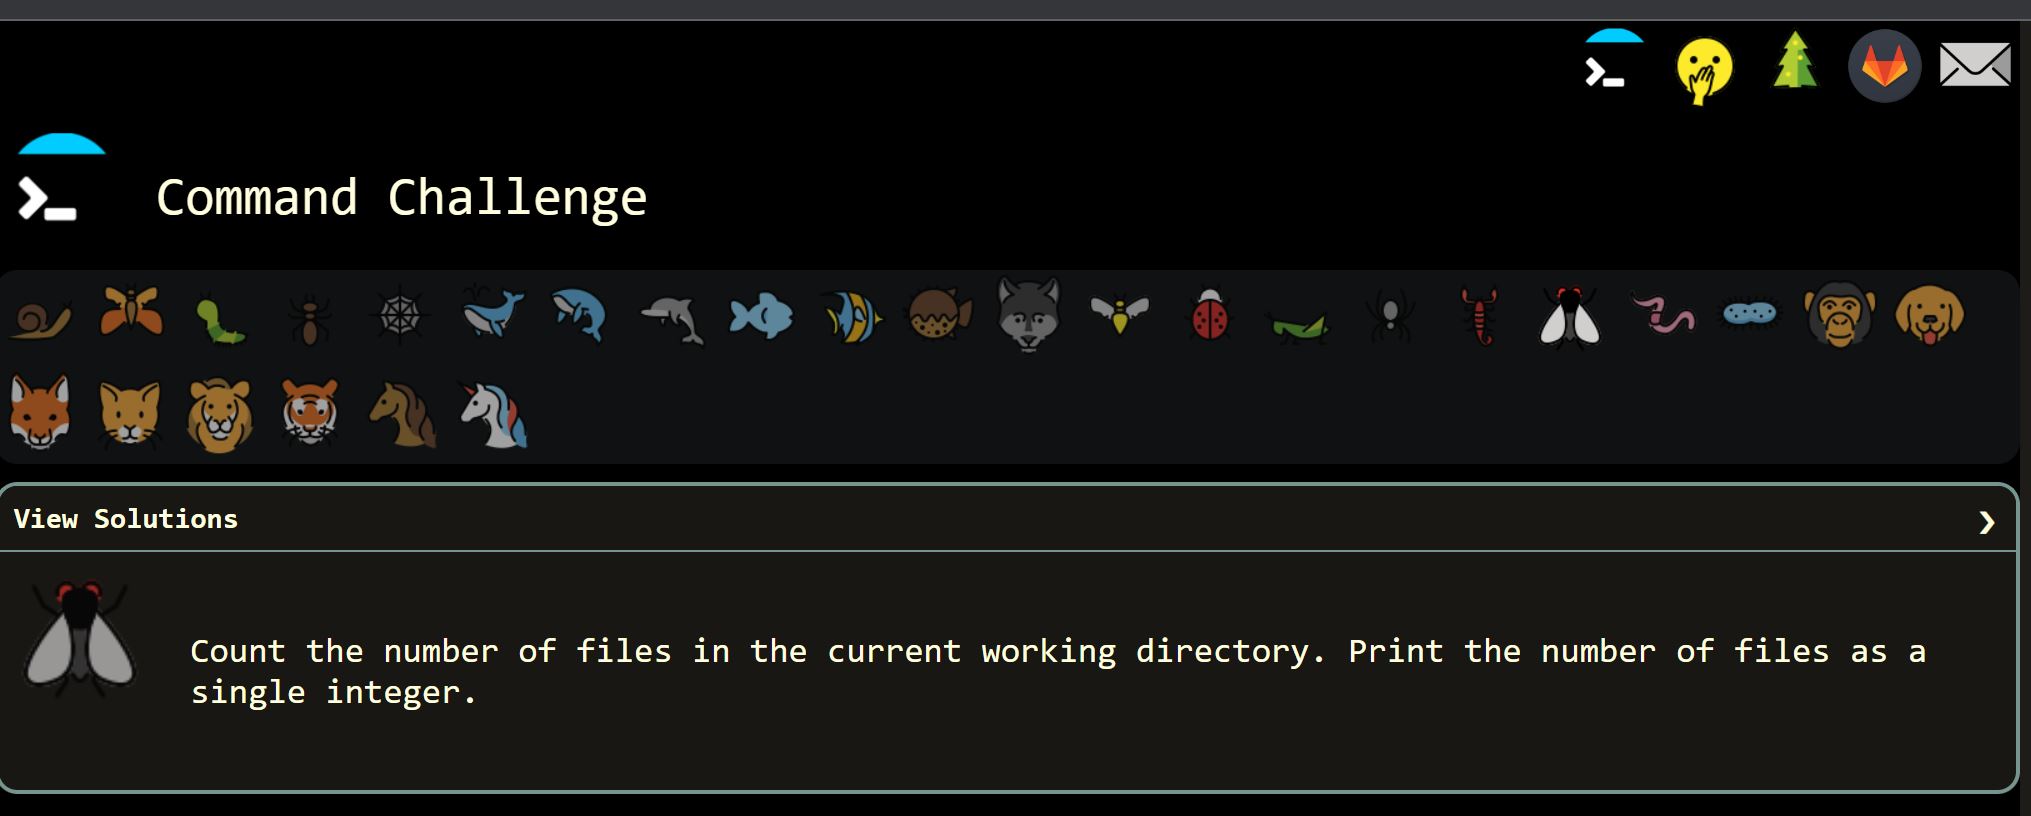 Command Challenge
View Solutions
Count the number of files in the current working directory. Print the number of files as a
single integer.